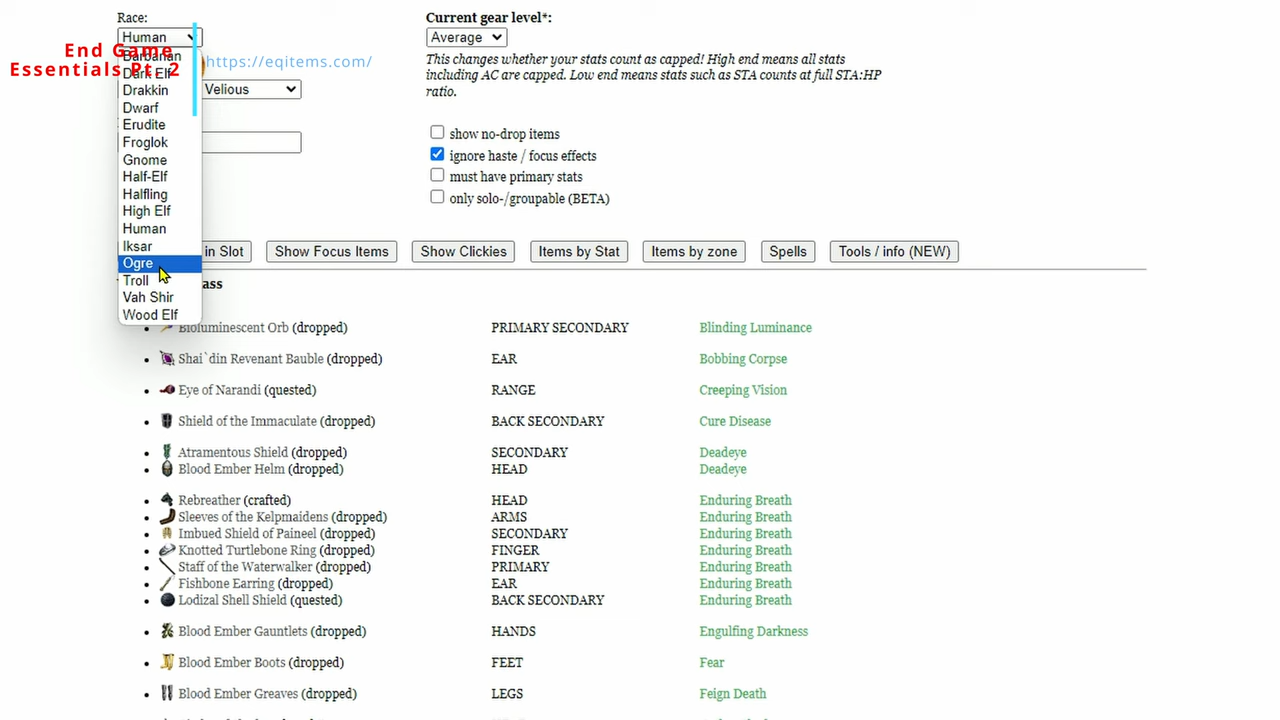 Race:
Human
Barbarian
Dark Elf
Drakkin
Dwarf
Erudite
Froglok
Gnome
Half-Elf
Halfling
High Elf
Human
Iksar
Ogre
Troll
Vah Shir
Wood Elf
End Game
Essentials Pt. 2
https://eqitems.com/
Velious
Current gear level*:
Average
This changes whether your stats count as capped! High end means all stats
including AC are capped. Low end means stats such as STA counts at full STA:HP
ratio.
show no-drop items
ignore haste / focus effects
must have primary stats
only solo-/groupable (BETA)
in Slot Show Focus Items Show Clickies Items by Stat Items by zone Spells Tools / info (NEW)
Bioluminescent Orb (dropped) PRIMARY SECONDARY Blinding Luminance
Shai`din Revenant Bauble (dropped) EAR Bobbing Corpse
Eye of Narandi (quested) RANGE Creeping Vision
Shield of the Immaculate (dropped) BACK SECONDARY Cure Disease
Atramentous Shield (dropped) SECONDARY Deadeye
Blood Ember Helm (dropped) HEAD Deadeye
Rebreather (crafted) HEAD Enduring Breath
Sleeves of the Kelpmaidens (dropped) ARMS Enduring Breath
Imbued Shield of Paineel (dropped) SECONDARY Enduring Breath
Knotted Turtlebone Ring (dropped) FINGER Enduring Breath
Staff of the Waterwalker (dropped) PRIMARY Enduring Breath
Fishbone Earring (dropped) EAR Enduring Breath
Lodizal Shell Shield (quested) BACK SECONDARY Enduring Breath
Blood Ember Gauntlets (dropped) HANDS Engulfing Darkness
Blood Ember Boots (dropped) FEET Fear
Blood Ember Greaves (dropped) LEGS Feign Death